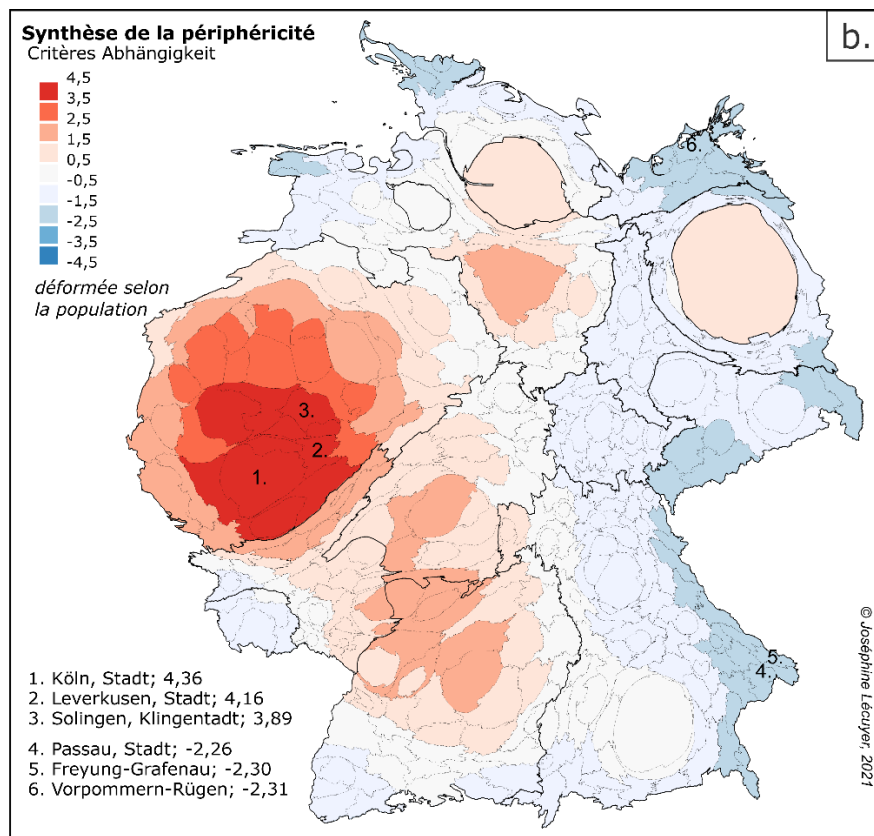 Synthèse de la périphéricité
Critères Abhängigkeit
b.
4,5
3,5
2,5
1,5
0,5
-0,5
-1,5
-2,5
-3,5
-4,5
déformée selon
la population
6.
3.
2.
1.
5.
4.
1. Köln, Stadt; 4,36
2. Leverkusen, Stadt; 4,16
3. Solingen, Klingentadt; 3,89
4. Passau, Stadt; -2,26
5. Freyung-Grafenau; -2,30
6. Vorpommern-Rügen; -2,31
© Joséphine Lécuyer, 2021